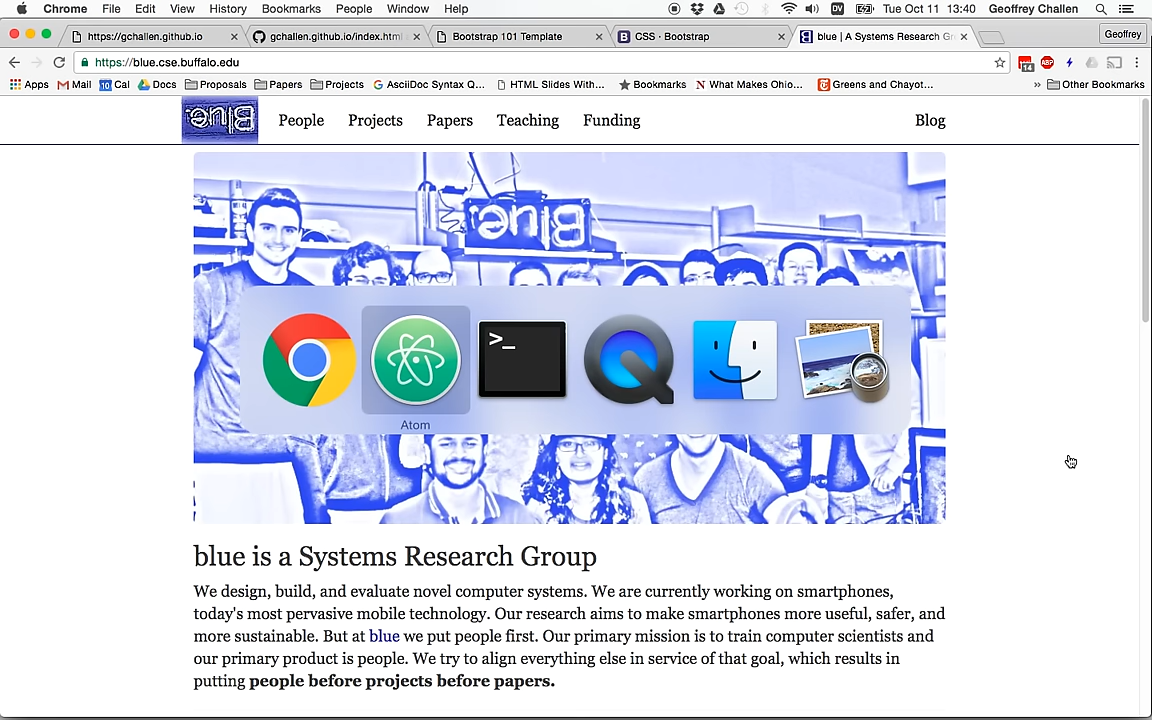 Chrome File Edit View History Bookmarks People Window Help DV Tue Oct 11 13:40 Geoffrey Challen
https://gchallen.github.io gchallen.github.io/index.html Bootstrap 101 Template CSS · Bootstrap blue | A Systems Research Gr Geoffrey
https://blue.cse.buffalo.edu 14 ABP
Apps Mail 10 Cal Docs Proposals Papers Projects AsciiDoc Syntax Q... HTML Slides With... Bookmarks What Makes Ohio... Greens and Chayot... » Other Bookmarks
Blue People Projects Papers Teaching Funding Blog
Blue
>_
Atom
blue is a Systems Research Group
We design, build, and evaluate novel computer systems. We are currently working on smartphones,
today's most pervasive mobile technology. Our research aims to make smartphones more useful, safer, and
more sustainable. But at blue we put people first. Our primary mission is to train computer scientists and
our primary product is people. We try to align everything else in service of that goal, which results in
putting people before projects before papers.